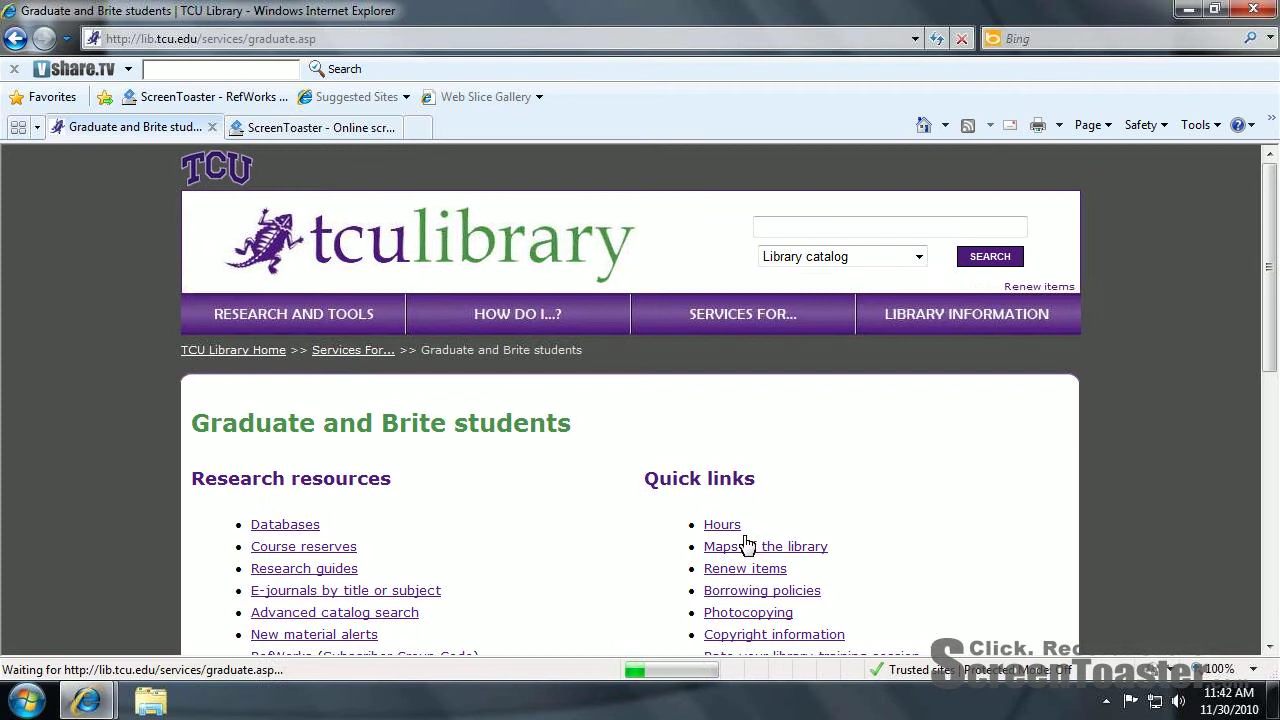 Graduate and Brite students | TCU Library - Windows Internet Explorer
http://lib.tcu.edu/services/graduate.asp
Bing
x vshare.TV Search
Favorites ScreenToaster - RefWorks ... Suggested Sites Web Slice Gallery
Graduate and Brite stud... x ScreenToaster - Online scr... Page Safety Tools
TCU
tculibrary
Library catalog SEARCH
Renew items
RESEARCH AND TOOLS HOW DO I...? SERVICES FOR... LIBRARY INFORMATION
TCU Library Home >> Services For... >> Graduate and Brite students
Graduate and Brite students
Research resources Quick links
Databases Hours
Course reserves Maps the library
Research guides Renew items
E-journals by title or subject Borrowing policies
Advanced catalog search Photocopying
New material alerts Copyright information
RefWorks (Subscriber Group Code) Rate your library training session
Click. Rec
ScreenToaster.com
Waiting for http://lib.tcu.edu/services/graduate.asp... Trusted sites | Protected Mode: Off 100%
11:42 AM
11/30/2010